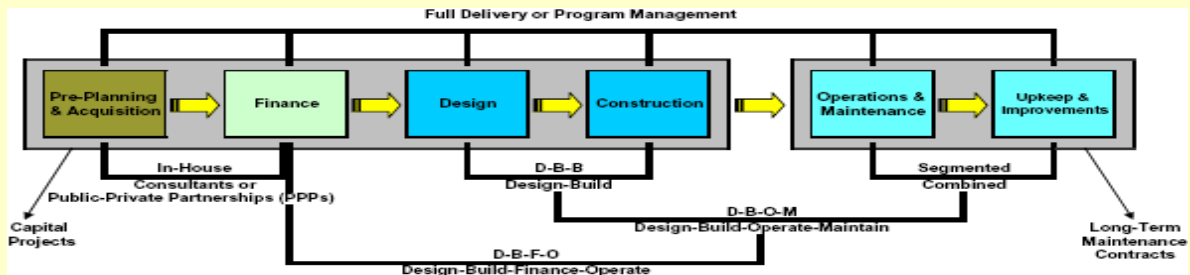 Full Delivery or Program Management
Pre-Planning
& Acquisition
Finance
Design
Construction
Operations &
Maintenance
Upkeep &
Improvements
In-House
Consultants or
Public-Private Partnerships (PPPs)
D-B-B
Design-Build
Segmented
Combined
Capital
Projects
D-B-O-M
Design-Build-Operate-Maintain
Long-Term
Maintenance
Contracts
D-B-F-O
Design-Build-Finance-Operate